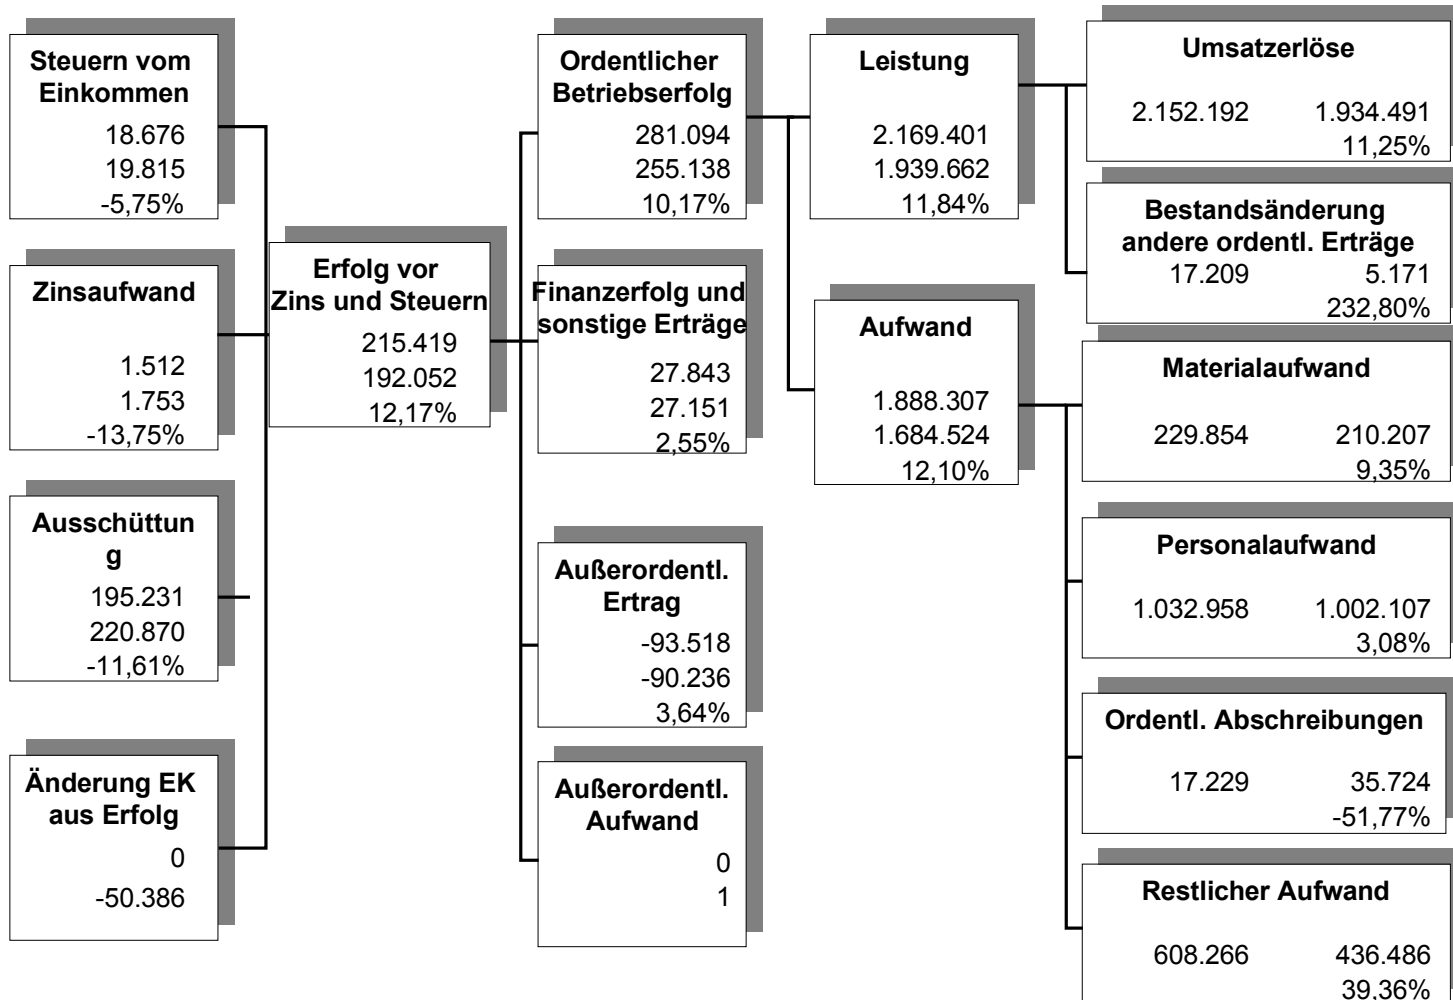 Steuern vom
Einkommen
18.676
19.815
-5,75%
Zinsaufwand
1.512
1.753
-13,75%
Ausschüttun
g
195.231
220.870
-11,61%
Änderung EK
aus Erfolg
0
-50.386
Erfolg vor
Zins und Steuern
215.419
192.052
12,17%
Ordentlicher
Betriebserfolg
281.094
255.138
10,17%
Finanzerfolg und
sonstige Erträge
27.843
27.151
2,55%
Außerordentl.
Ertrag
-93.518
-90.236
3,64%
Außerordentl.
Aufwand
0
1
Leistung
2.169.401
1.939.662
11,84%
Aufwand
1.888.307
1.684.524
12,10%
Umsatzerlöse
2.152.192 1.934.491
11,25%
Bestandsänderung
andere ordentl. Erträge
17.209 5.171
232,80%
Materialaufwand
229.854 210.207
9,35%
Personalaufwand
1.032.958 1.002.107
3,08%
Ordentl. Abschreibungen
17.229 35.724
-51,77%
Restlicher Aufwand
608.266 436.486
39,36%